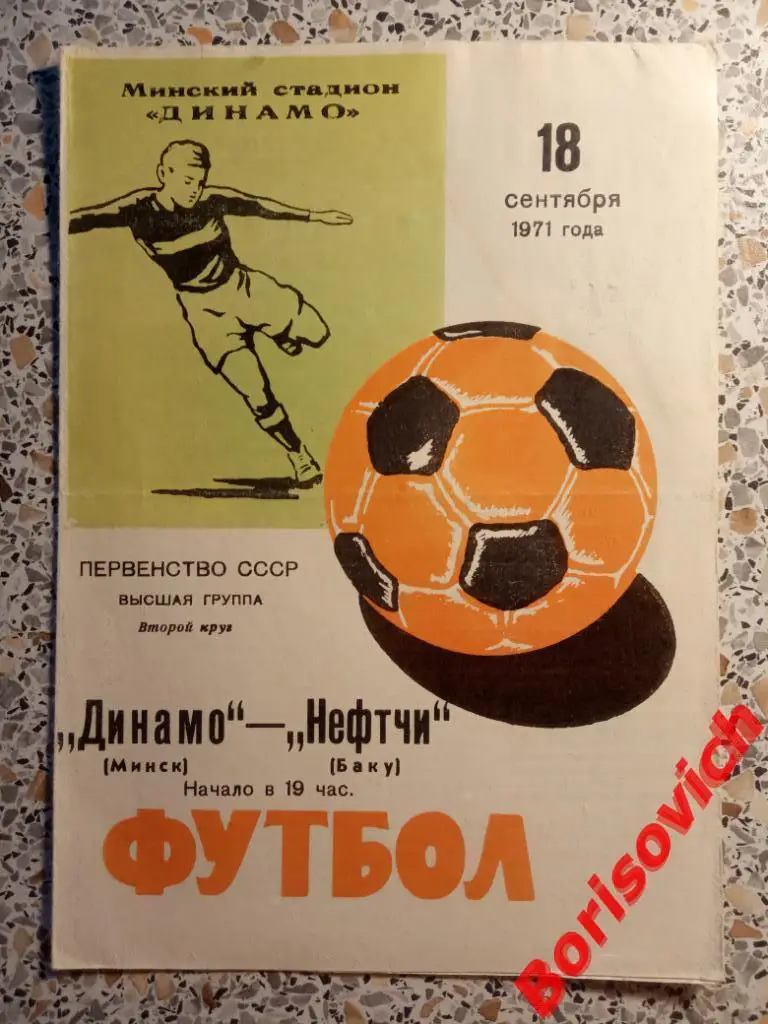 Минский стадион
«ДИНАМО»
18
сентября
1971 года
ПЕРВЕНСТВО СССР
ВЫСШАЯ ГРУППА
Второй круг
„Динамо“—„Нефтчи“
(Минск) (Баку)
Начало в 19 час.
ФУТБОЛ
Borisovich